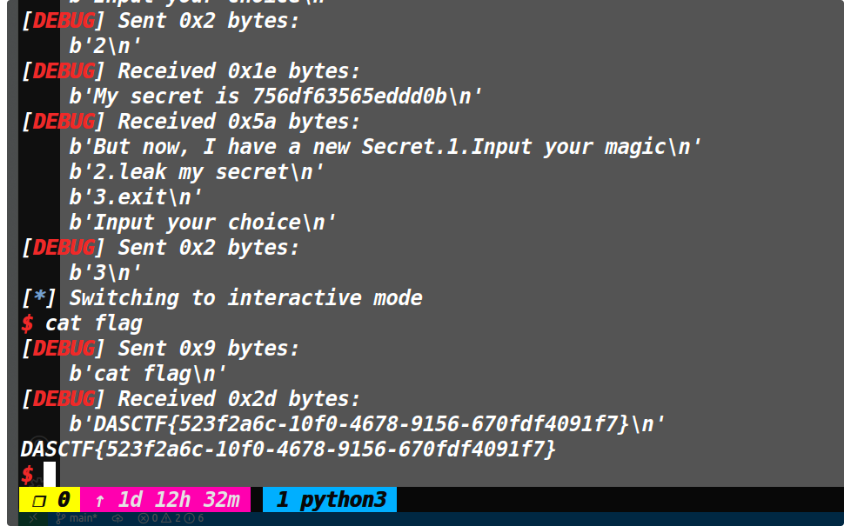 b'Input your choice\n'
[DEBUG] Sent 0x2 bytes:
b'2\n'
[DEBUG] Received 0x1e bytes:
b'My secret is 756df63565eddd0b\n'
[DEBUG] Received 0x5a bytes:
b'But now, I have a new Secret.1.Input your magic\n'
b'2.leak my secret\n'
b'3.exit\n'
b'Input your choice\n'
[DEBUG] Sent 0x2 bytes:
b'3\n'
[*] Switching to interactive mode
$ cat flag
[DEBUG] Sent 0x9 bytes:
b'cat flag\n'
[DEBUG] Received 0x2d bytes:
b'DASCTF{523f2a6c-10f0-4678-9156-670fdf4091f7}\n'
DASCTF{523f2a6c-10f0-4678-9156-670fdf4091f7}
$
❐ 0 ↑ 1d 12h 32m 1 python3
main* 0 2 6